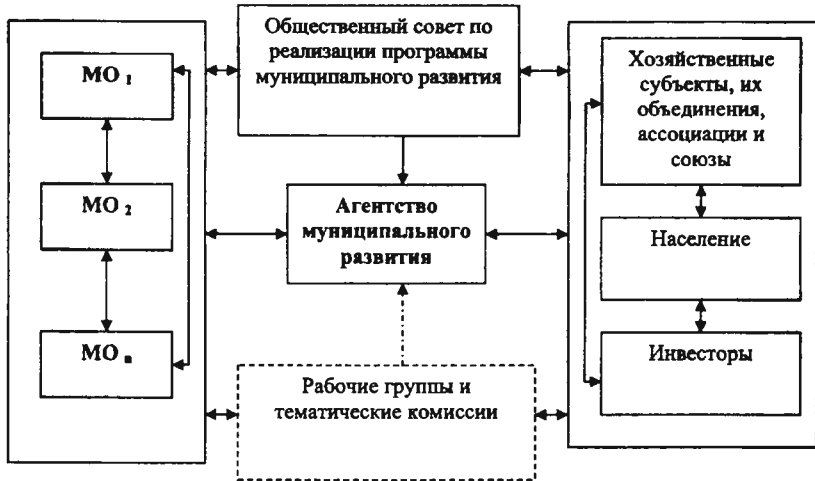 МО 1
МО 2
МО n
Общественный совет по
реализации программы
муниципального развития
Агентство
муниципального
развития
Рабочие группы и
тематические комиссии
Хозяйственные
субъекты, их
объединения,
ассоциации и
союзы
Население
Инвесторы